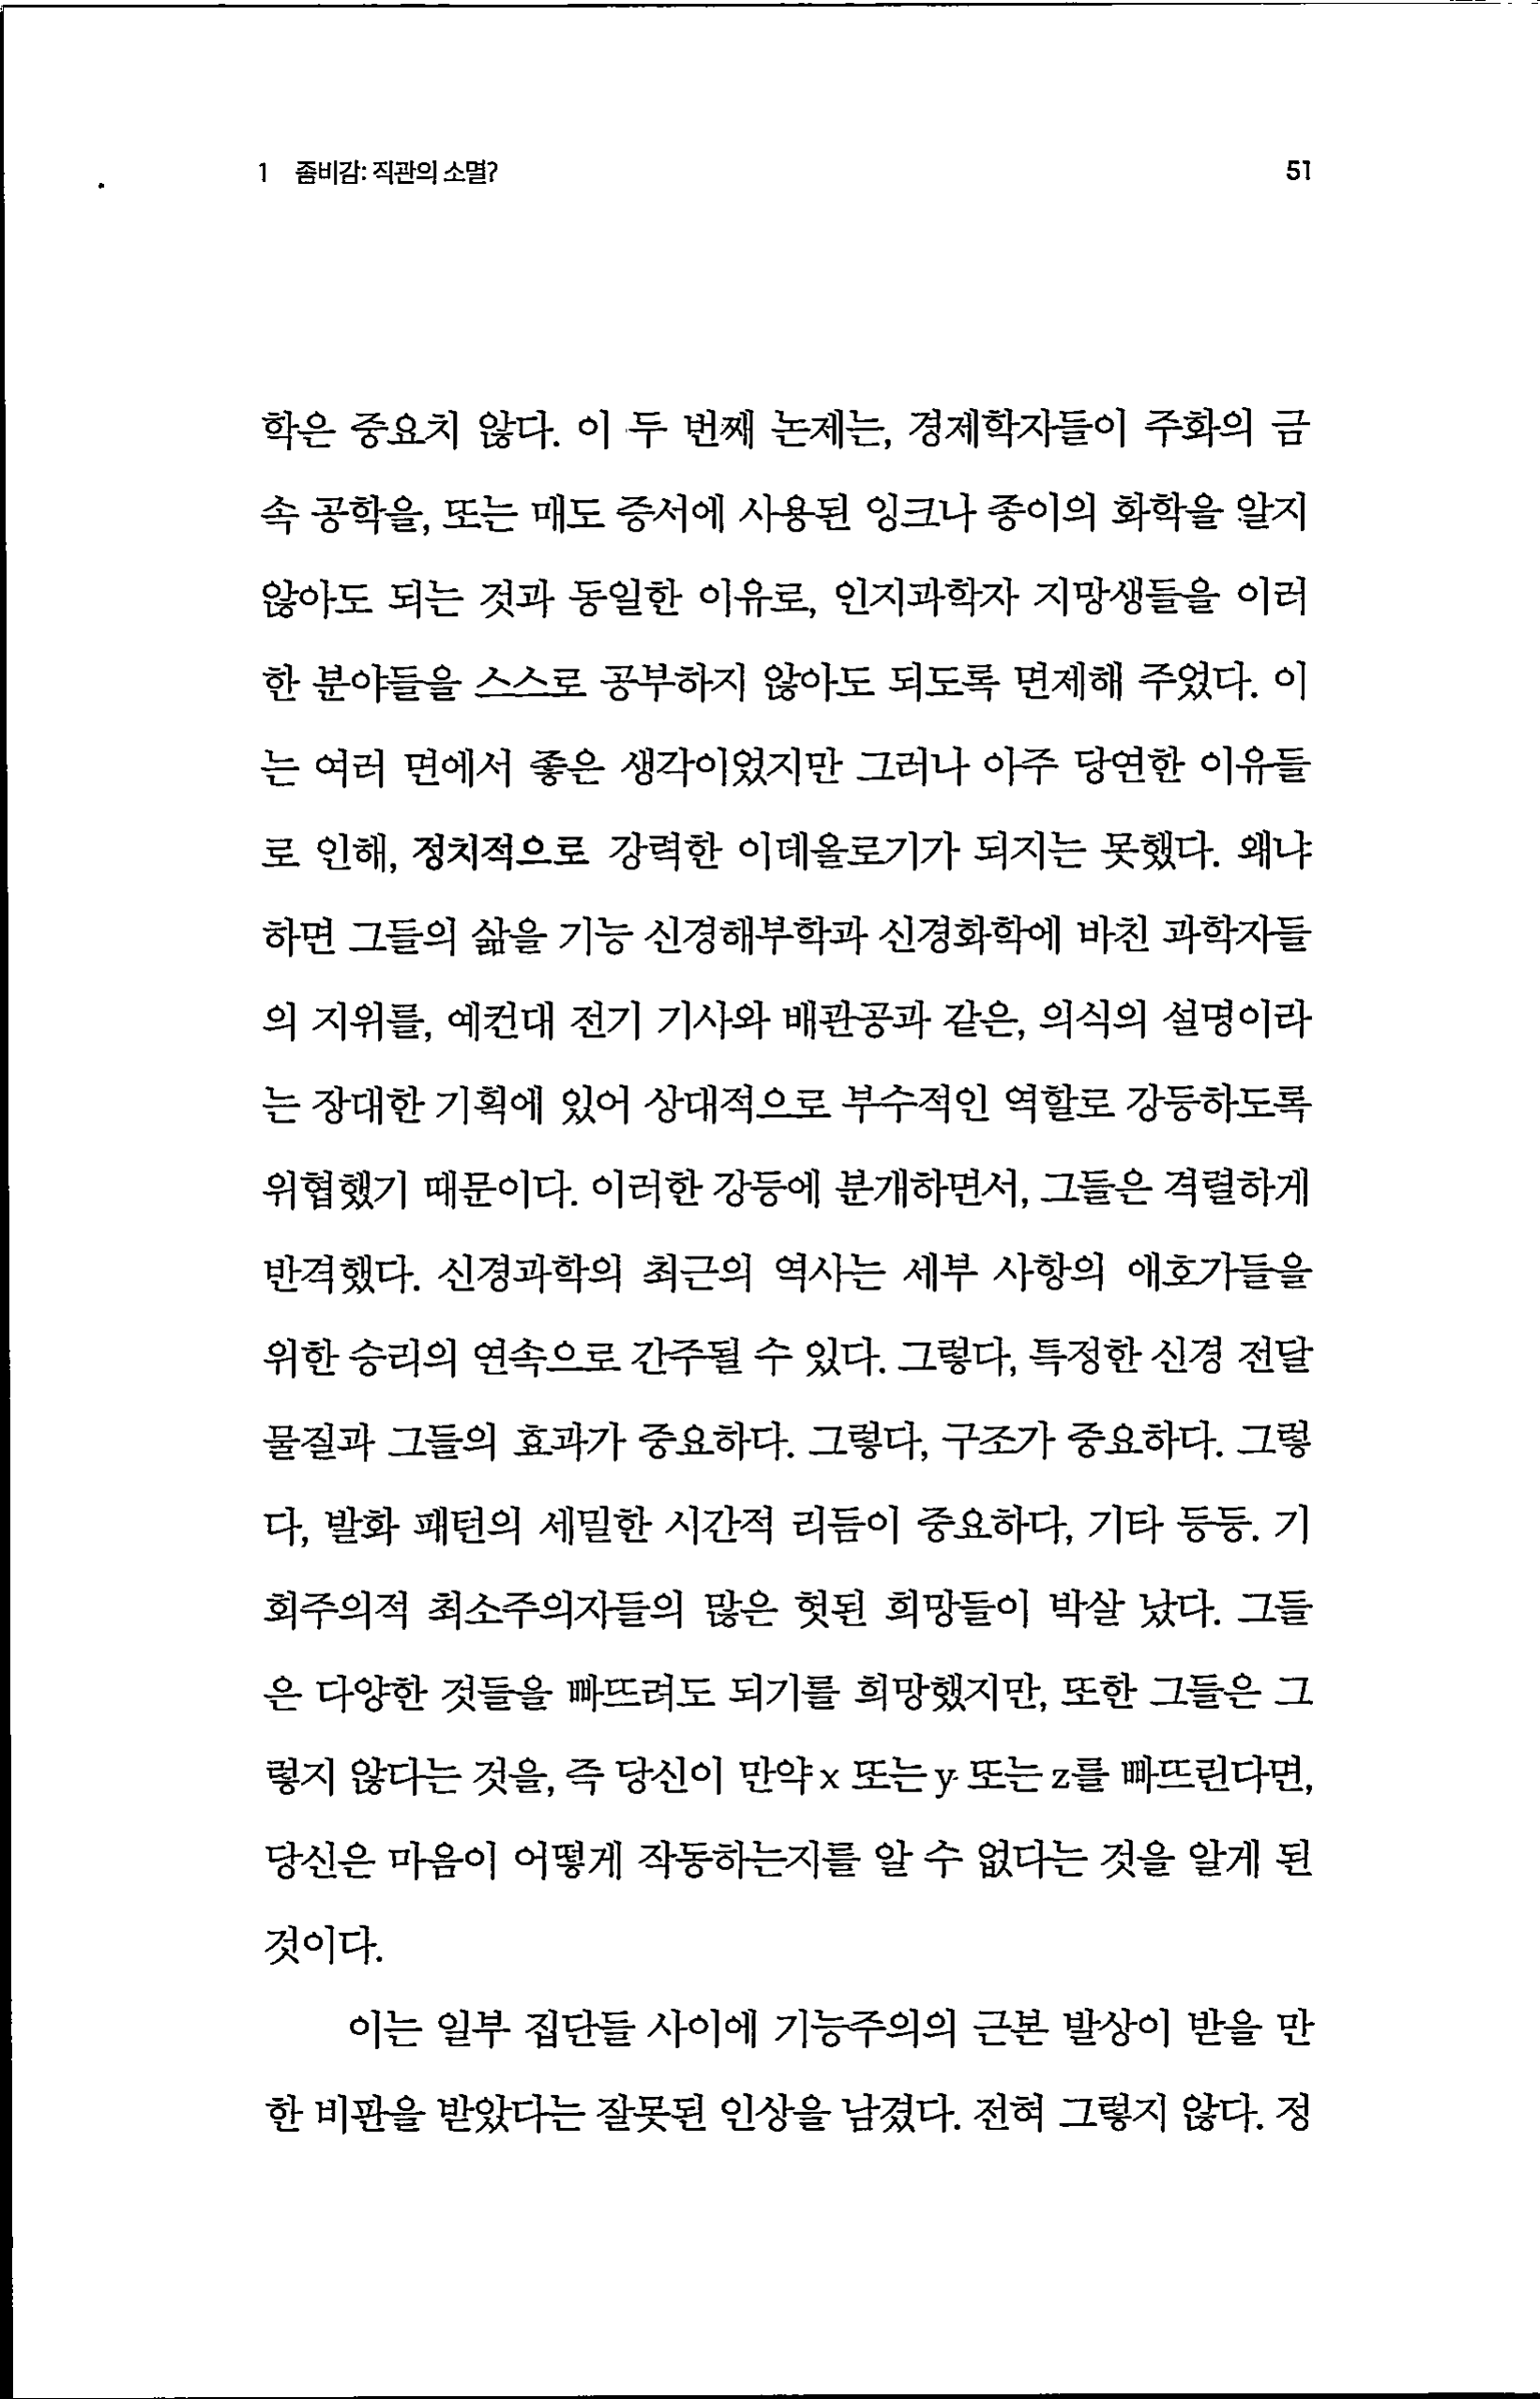 1 좀비감: 직관의 소멸? 51
학은 중요치 않다. 이 두 번째 논제는, 경제학자들이 주화의 금
속 공학을, 또는 매도 증서에 사용된 잉크나 종이의 화학을 알지
않아도 되는 것과 동일한 이유로, 인지과학자 지망생들을 이러
한 분야들을 스스로 공부하지 않아도 되도록 면제해 주었다. 이
는 여러 면에서 좋은 생각이었지만 그러나 아주 당연한 이유들
로 인해, 정치적으로 강력한 이데올로기가 되지는 못했다. 왜냐
하면 그들의 삶을 기능 신경해부학과 신경화학에 바친 과학자들
의 지위를, 예컨대 전기 기사와 배관공과 같은, 의식의 설명이라
는 장대한 기획에 있어 상대적으로 부수적인 역할로 강등하도록
위협했기 때문이다. 이러한 강등에 분개하면서, 그들은 격렬하게
반격했다. 신경과학의 최근의 역사는 세부 사항의 애호가들을
위한 승리의 연속으로 간주될 수 있다. 그렇다, 특정한 신경 전달
물질과 그들의 효과가 중요하다. 그렇다, 구조가 중요하다. 그렇
다, 발화 패턴의 세밀한 시간적 리듬이 중요하다, 기타 등등. 기
회주의적 최소주의자들의 많은 헛된 희망들이 박살 났다. 그들
은 다양한 것들을 빠뜨려도 되기를 희망했지만, 또한 그들은 그
렇지 않다는 것을, 즉 당신이 만약 x 또는 y 또는 z를 빠뜨린다면,
당신은 마음이 어떻게 작동하는지를 알 수 없다는 것을 알게 된
것이다.
이는 일부 집단들 사이에 기능주의의 근본 발상이 받을 만
한 비판을 받았다는 잘못된 인상을 남겼다. 전혀 그렇지 않다. 정